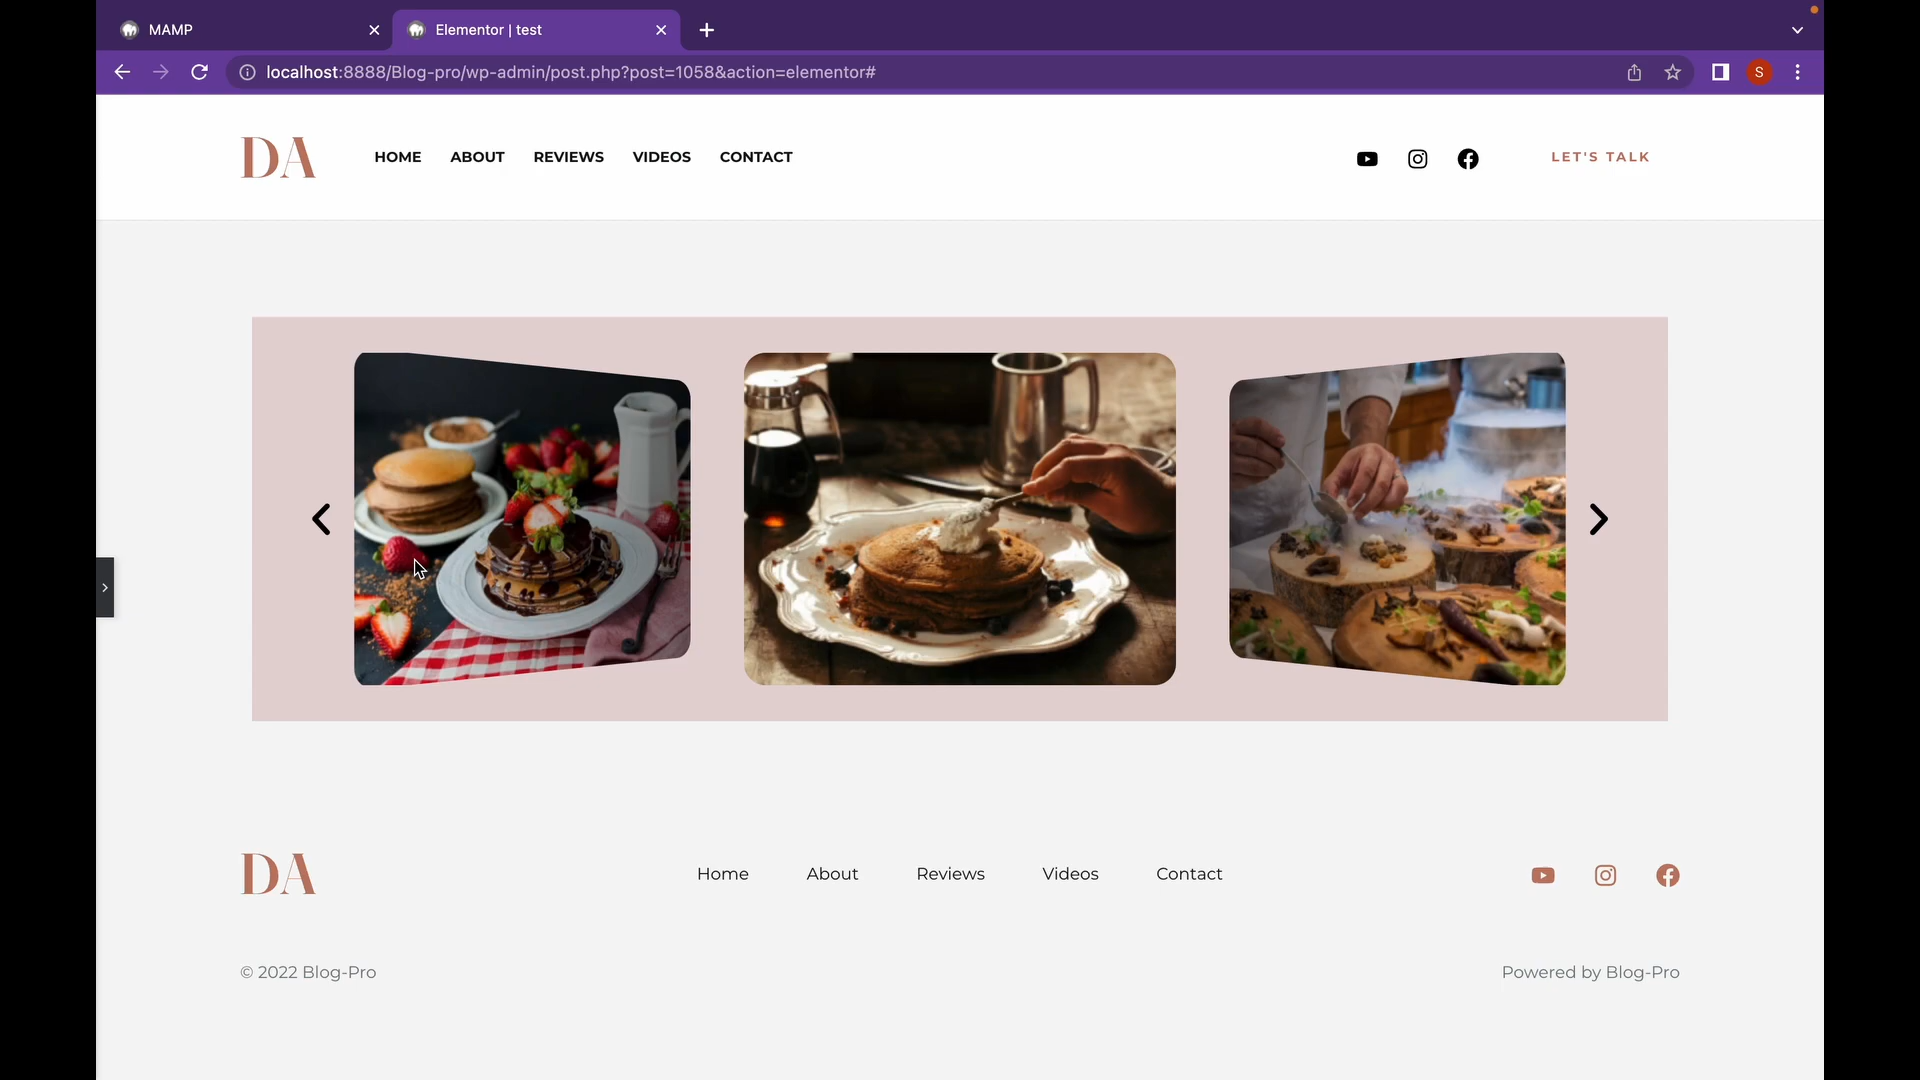 MAMP
Elementor | test
localhost:8888/Blog-pro/wp-admin/post.php?post=1058&action=elementor#
S
DA
HOME ABOUT REVIEWS VIDEOS CONTACT
LET'S TALK
DA
Home About Reviews Videos Contact
© 2022 Blog-Pro
Powered by Blog-Pro